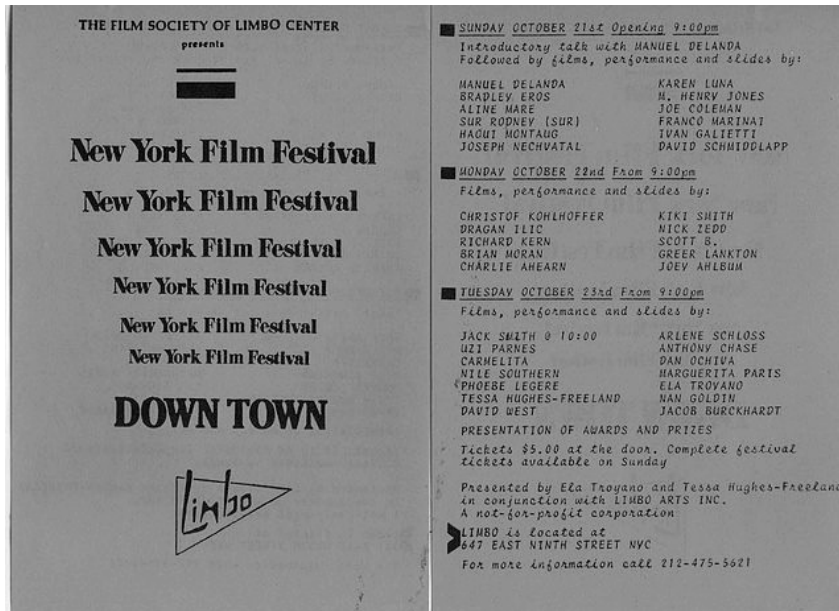 THE FILM SOCIETY OF LIMBO CENTER
presents
New York Film Festival
New York Film Festival
New York Film Festival
New York Film Festival
New York Film Festival
New York Film Festival
DOWN TOWN
Limbo
SUNDAY OCTOBER 21st Opening 9:00pm
Introductory talk with MANUEL DELANDA
Followed by films, performance and slides by:
MANUEL DELANDA
BRADLEY EROS
ALINE MARE
SUR RODNEY (SUR)
HAOUI MONTAUG
JOSEPH NECHVATAL
KAREN LUNA
M. HENRY JONES
JOE COLEMAN
FRANCO MARINAI
IVAN GALIETTI
DAVID SCHMIDLAPP
MONDAY OCTOBER 22nd From 9:00pm
Films, performance and slides by:
CHRISTOF KOHLHOFFER
DRAGAN ILIC
RICHARD KERN
BRIAN MORAN
CHARLIE AHEARN
KIKI SMITH
NICK ZEDD
SCOTT B.
GREER LANKTON
JOEY AHLBUM
TUESDAY OCTOBER 23rd From 9:00pm
Films, performance and slides by:
JACK SMITH @ 10:00
UZI PARNES
CARMELITA
NILE SOUTHERN
PHOEBE LEGERE
TESSA HUGHES-FREELAND
DAVID WEST
ARLENE SCHLOSS
ANTHONY CHASE
DAN OCHIVA
MARGUERITA PARIS
ELA TROYANO
NAN GOLDIN
JACOB BURCKHARDT
PRESENTATION OF AWARDS AND PRIZES
Tickets $5.00 at the door. Complete festival
tickets available on Sunday
Presented by Ela Troyano and Tessa Hughes-Freeland
in conjunction with LIMBO ARTS INC.
A not-for-profit corporation
LIMBO is located at
647 EAST NINTH STREET NYC
For more information call 212-475-5621